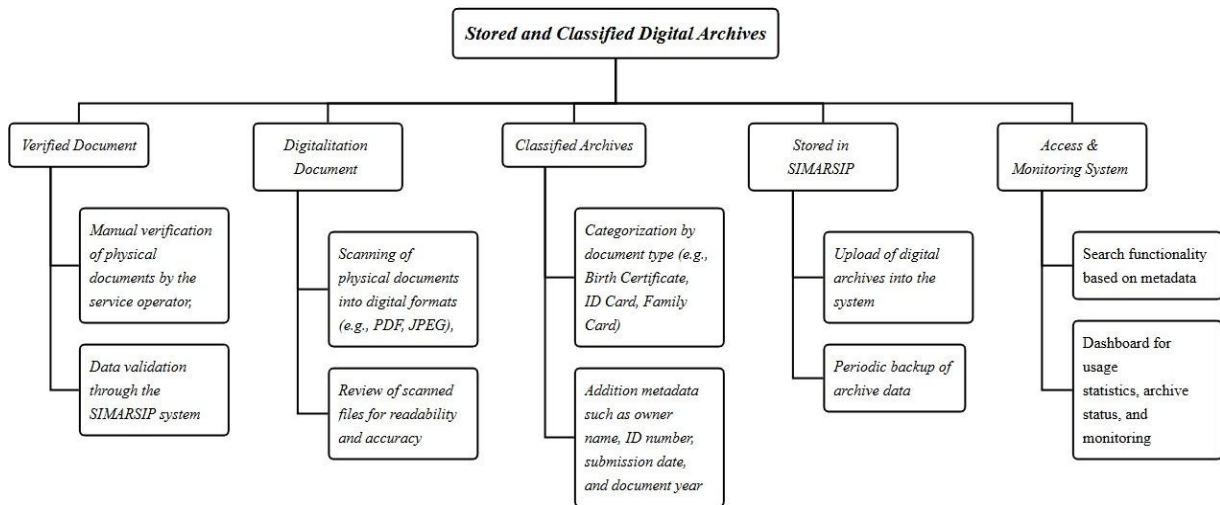 Stored and Classified Digital Archives
Verified Document
Digitalitation
Document
Classified Archives
Stored in
SIMARSIP
Access &
Monitoring System
Manual verification
of physical
documents by the
service operator,
Data validation
through the
SIMARSIP system
Scanning of
physical documents
into digital formats
(e.g., PDF, JPEG),
Review of scanned
files for readability
and accuracy
Categorization by
document type (e.g.,
Birth Certificate,
ID Card, Family
Card)
Addition metadata
such as owner
name, ID number,
submission date,
and document year
Upload of digital
archives into the
system
Periodic backup of
archive data
Search functionality
based on metadata
Dashboard for
usage
statistics, archive
status, and
monitoring